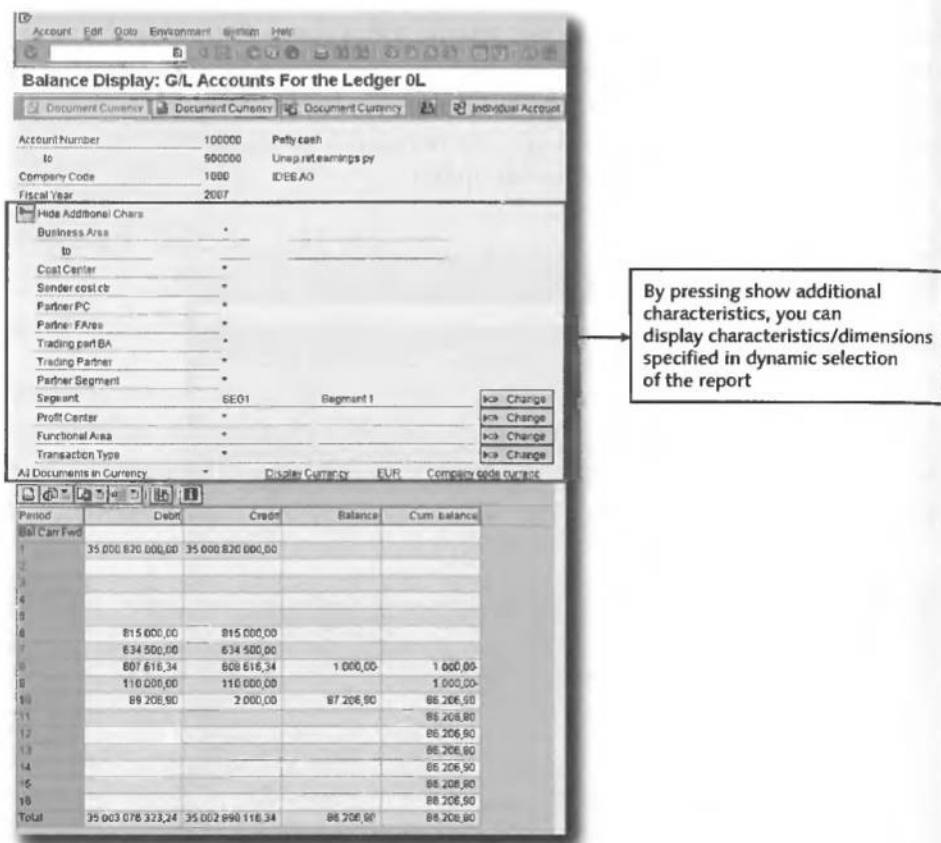 Account Edit Goto Environment System Help
Balance Display: G/L Accounts For the Ledger 0L
Document Currency Document Currency Document Currency Individual Account
Account Number 100000 Petty cash
to 900000 Unap.ret.earnings py
Company Code 1000 IDES AG
Fiscal Year 2007
Hide Additional Chars
Business Area *
to
Cost Center *
Sender cost ctr *
Partner PC *
Partner FArea *
Trading part.BA *
Trading Partner *
Partner Segment *
Segment SEG1 Segment 1 Change
Profit Center * Change
Functional Area * Change
Transaction Type * Change
All Documents in Currency * Display Currency EUR Company code current
By pressing show additional
characteristics, you can
display characteristics/dimensions
specified in dynamic selection
of the report
Period Debit Credit Balance Cum. balance
Bal.Carr.Fwd
1 35 000 820 000,00 35 000 820 000,00
2
3
4
5
6 815 000,00 815 000,00
7 634 500,00 634 500,00
8 607 616,34 608 616,34 1 000,00- 1 000,00-
9 110 000,00 110 000,00 1 000,00-
10 89 206,90 2 000,00 87 206,90 86 206,90
11 86 206,90
12 86 206,90
13 86 206,90
14 86 206,90
15 86 206,90
16 86 206,90
Total 35 003 076 323,24 35 002 990 116,34 86 206,90 86 206,90